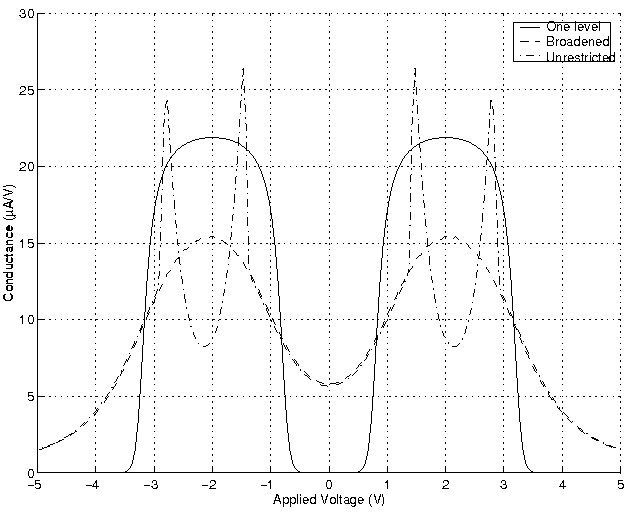 30
25
20
15
10
5
0
Conductance (µA/V)
One level
Broadened
Unrestricted
−5 −4 −3 −2 −1 0 1 2 3 4 5
Applied Voltage (V)